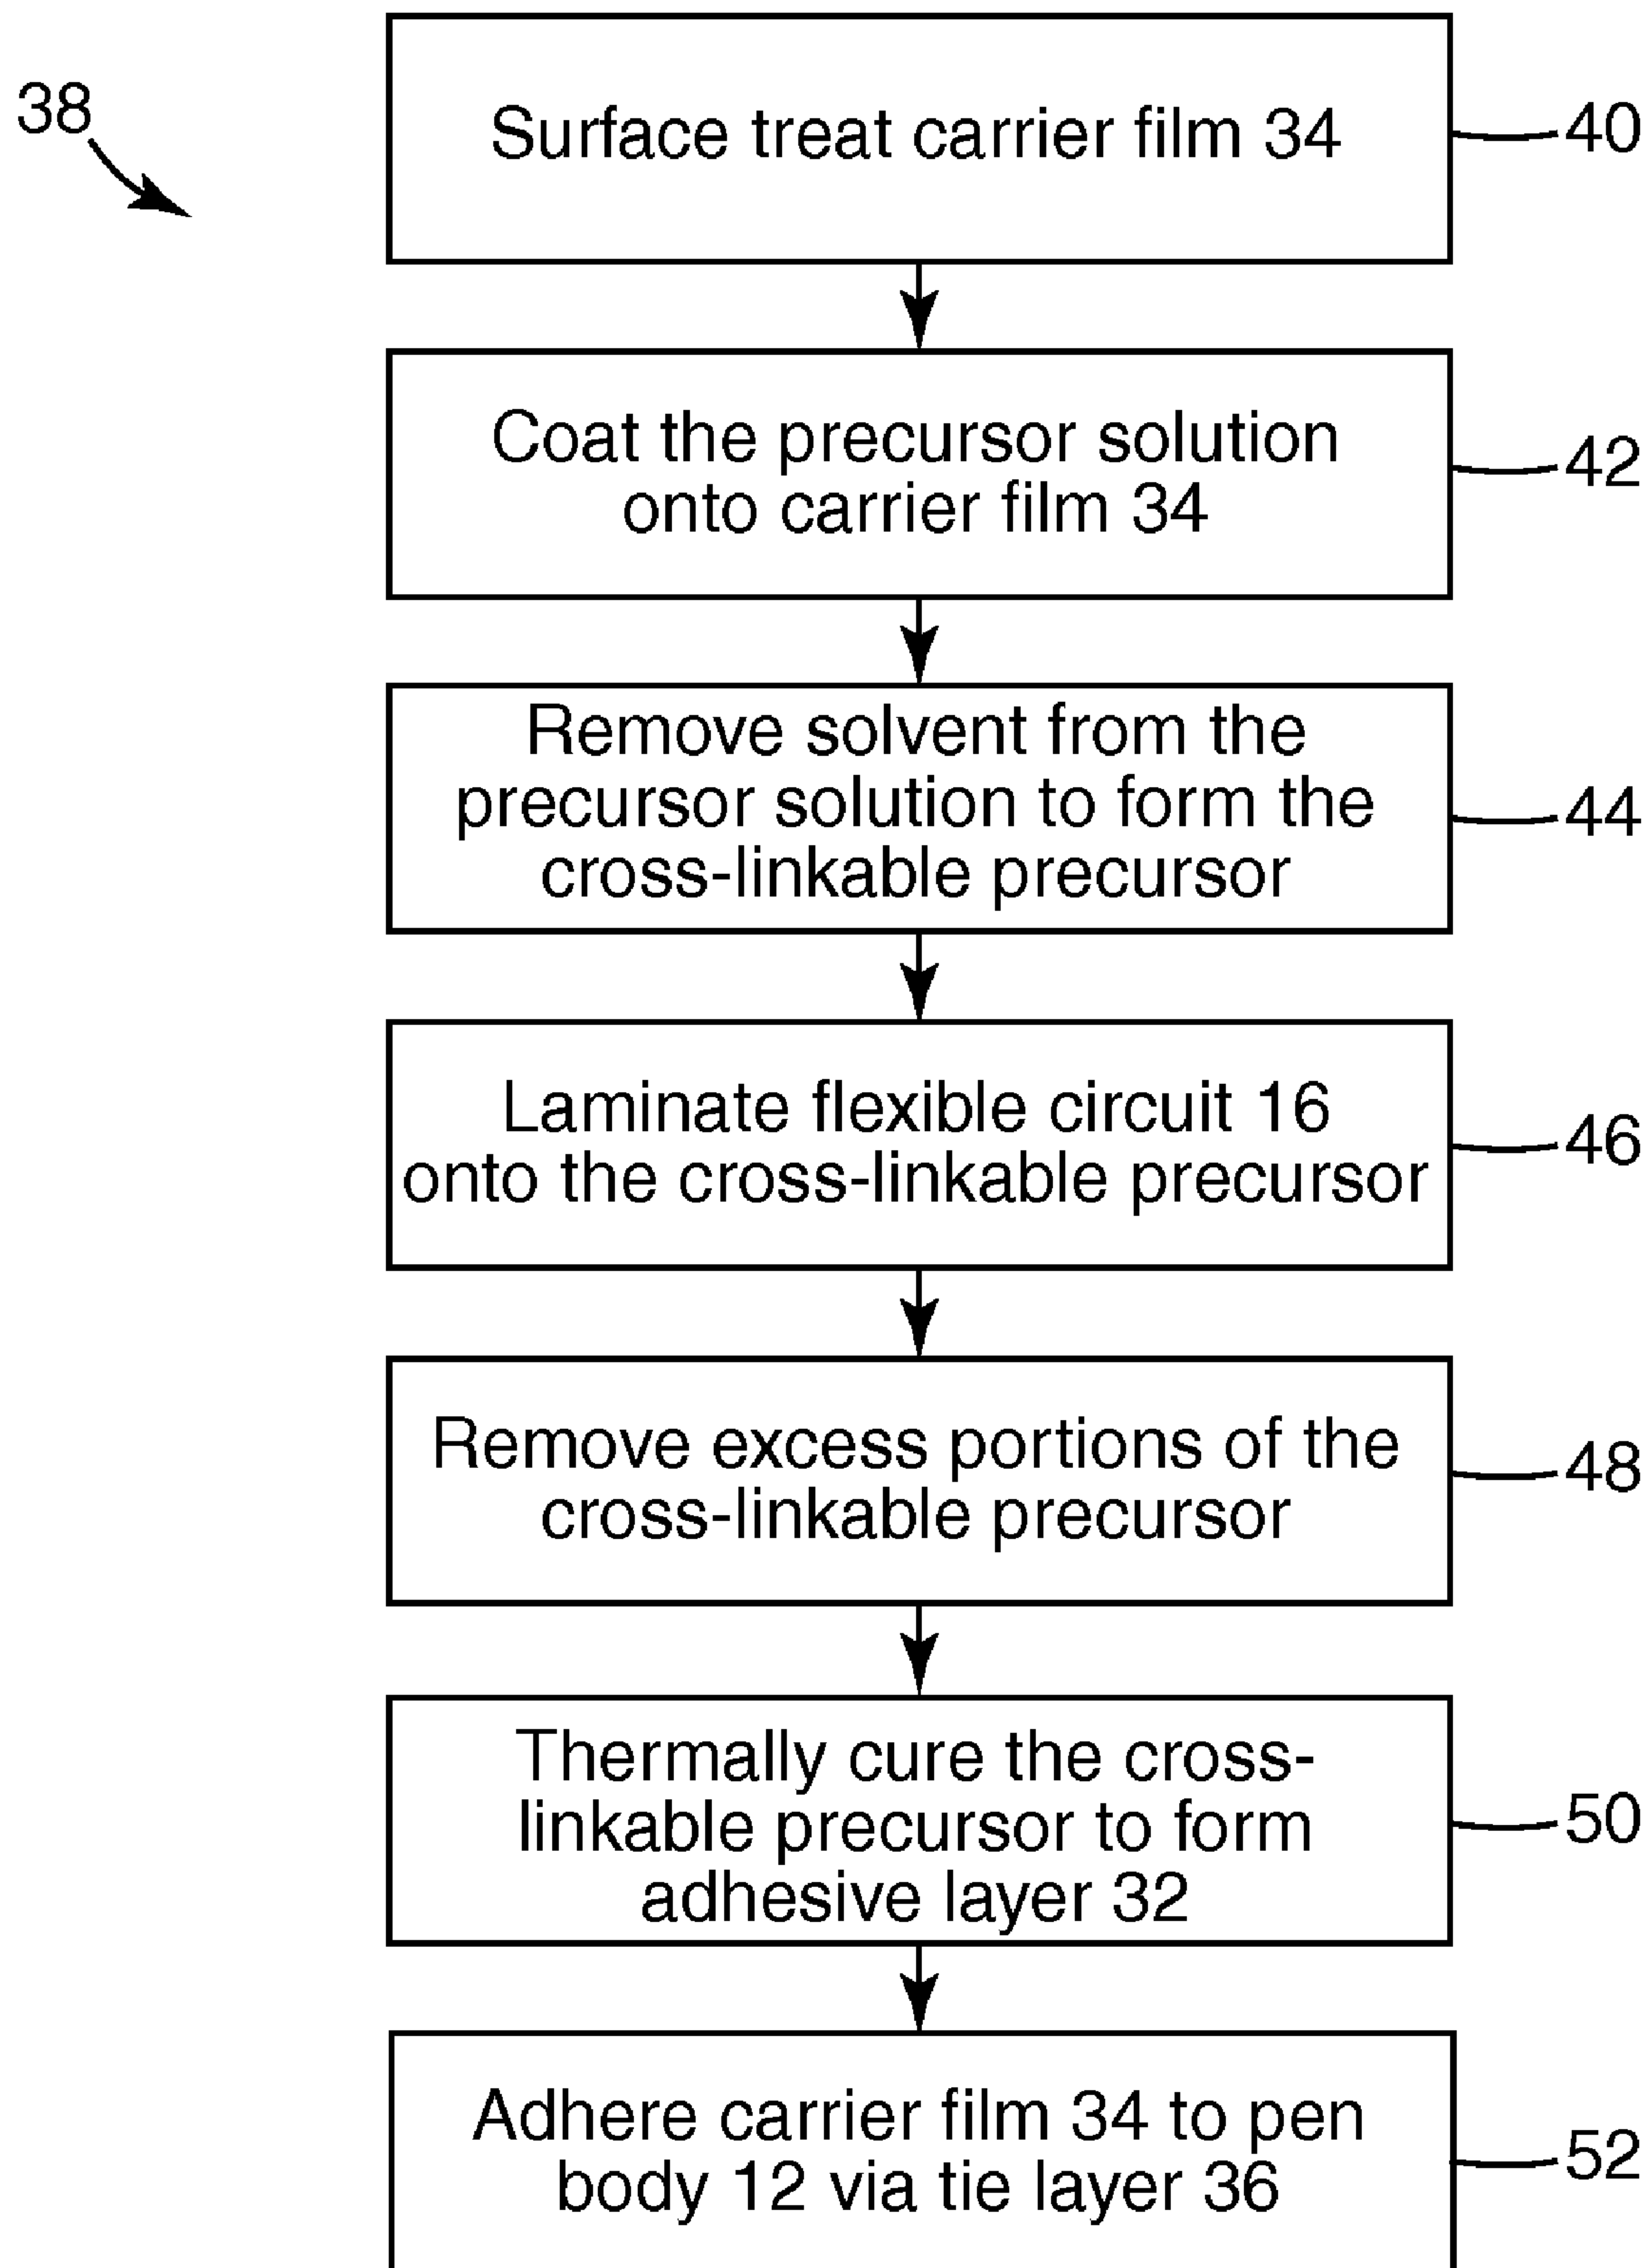 38
Surface treat carrier film 34
40
Coat the precursor solution
onto carrier film 34
42
Remove solvent from the
precursor solution to form the
cross-linkable precursor
44
Laminate flexible circuit 16
onto the cross-linkable precursor
46
Remove excess portions of the
cross-linkable precursor
48
Thermally cure the cross-
linkable precursor to form
adhesive layer 32
50
Adhere carrier film 34 to pen
body 12 via tie layer 36
52